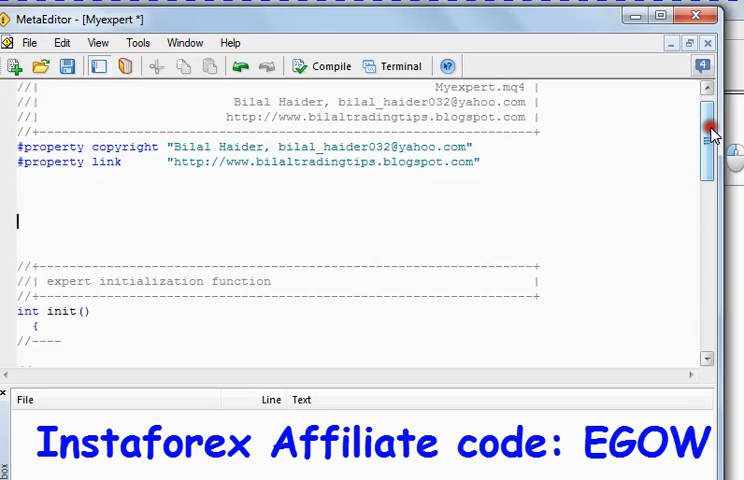 MetaEditor - [Myexpert *]
File Edit View Tools Window Help
Compile Terminal 4
//| Myexpert.mq4 |
//| Bilal Haider, bilal_haider032@yahoo.com |
//| http://www.bilaltradingtips.blogspot.com |
//+------------------------------------------------------------------+
#property copyright "Bilal Haider, bilal_haider032@yahoo.com"
#property link "http://www.bilaltradingtips.blogspot.com"
//+------------------------------------------------------------------+
//| expert initialization function |
//+------------------------------------------------------------------+
int init()
{
//----
File Line Text
Instaforex Affiliate code: EGOW
box